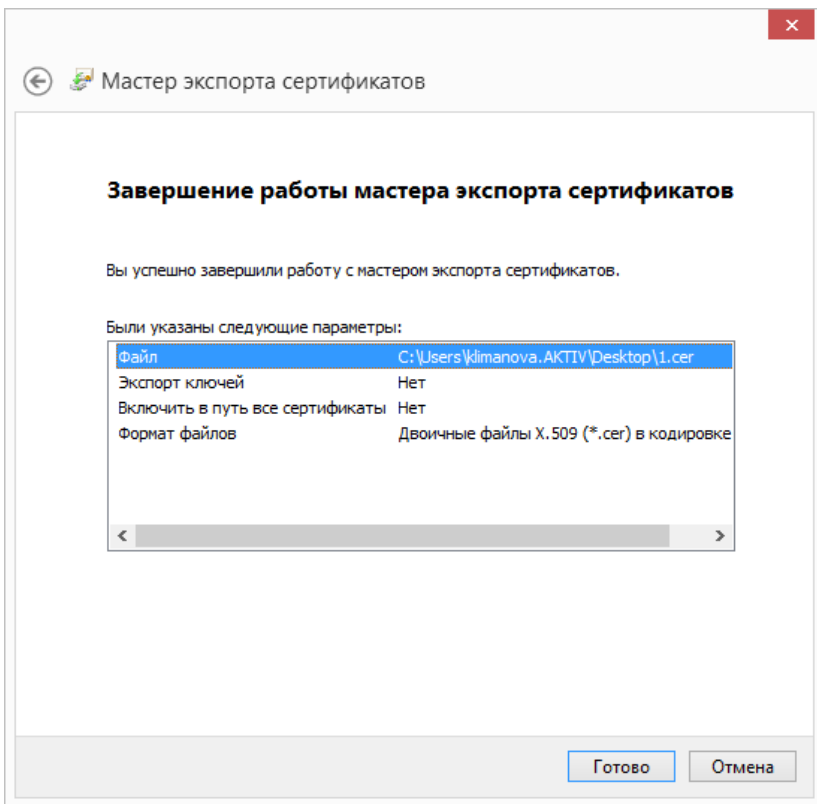 Мастер экспорта сертификатов
Завершение работы мастера экспорта сертификатов
Вы успешно завершили работу с мастером экспорта сертификатов.
Были указаны следующие параметры:
Файл C:\Users\klimanova.AKTIV\Desktop\1.cer
Экспорт ключей Нет
Включить в путь все сертификаты Нет
Формат файлов Двоичные файлы X.509 (*.cer) в кодировке
Готово Отмена